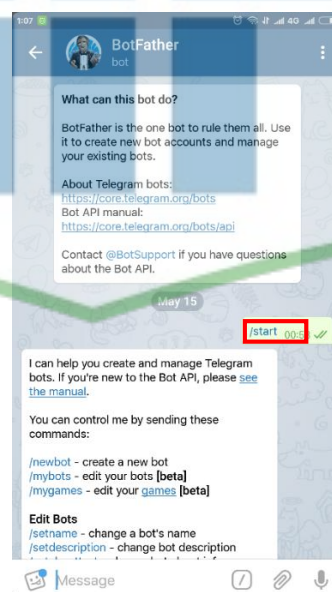 1:07 4G
BotFather
bot
What can this bot do?
BotFather is the one bot to rule them all. Use
it to create new bot accounts and manage
your existing bots.
About Telegram bots:
https://core.telegram.org/bots
Bot API manual:
https://core.telegram.org/bots/api
Contact @BotSupport if you have questions
about the Bot API.
May 15
/start
I can help you create and manage Telegram
bots. If you're new to the Bot API, please see
the manual.
You can control me by sending these
commands:
/newbot - create a new bot
/mybots - edit your bots [beta]
/mygames - edit your games [beta]
Edit Bots
/setname - change a bot's name
/setdescription - change bot description
Message